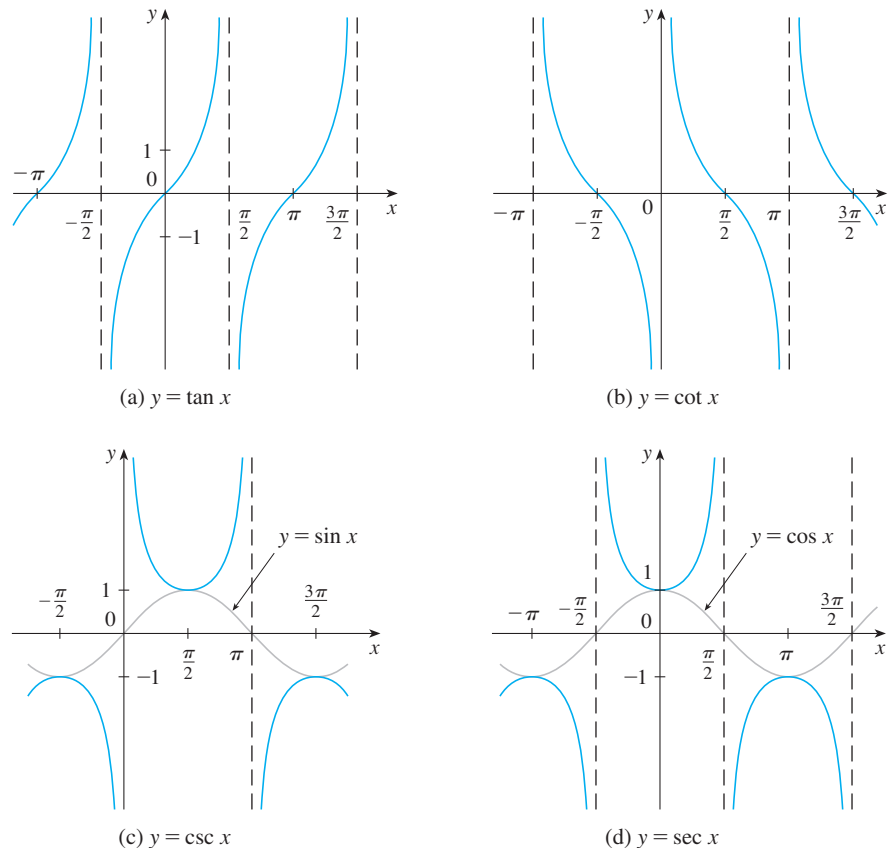 y
1
0
−π
−π/2
π/2
π
3π/2
x
−1
(a) y = tan x
y
0
−π
−π/2
π/2
π
3π/2
x
(b) y = cot x
y
y = sin x
1
0
−π/2
3π/2
π/2
π
x
−1
(c) y = csc x
y
y = cos x
1
−π
−π/2
3π/2
π/2
π
x
−1
(d) y = sec x